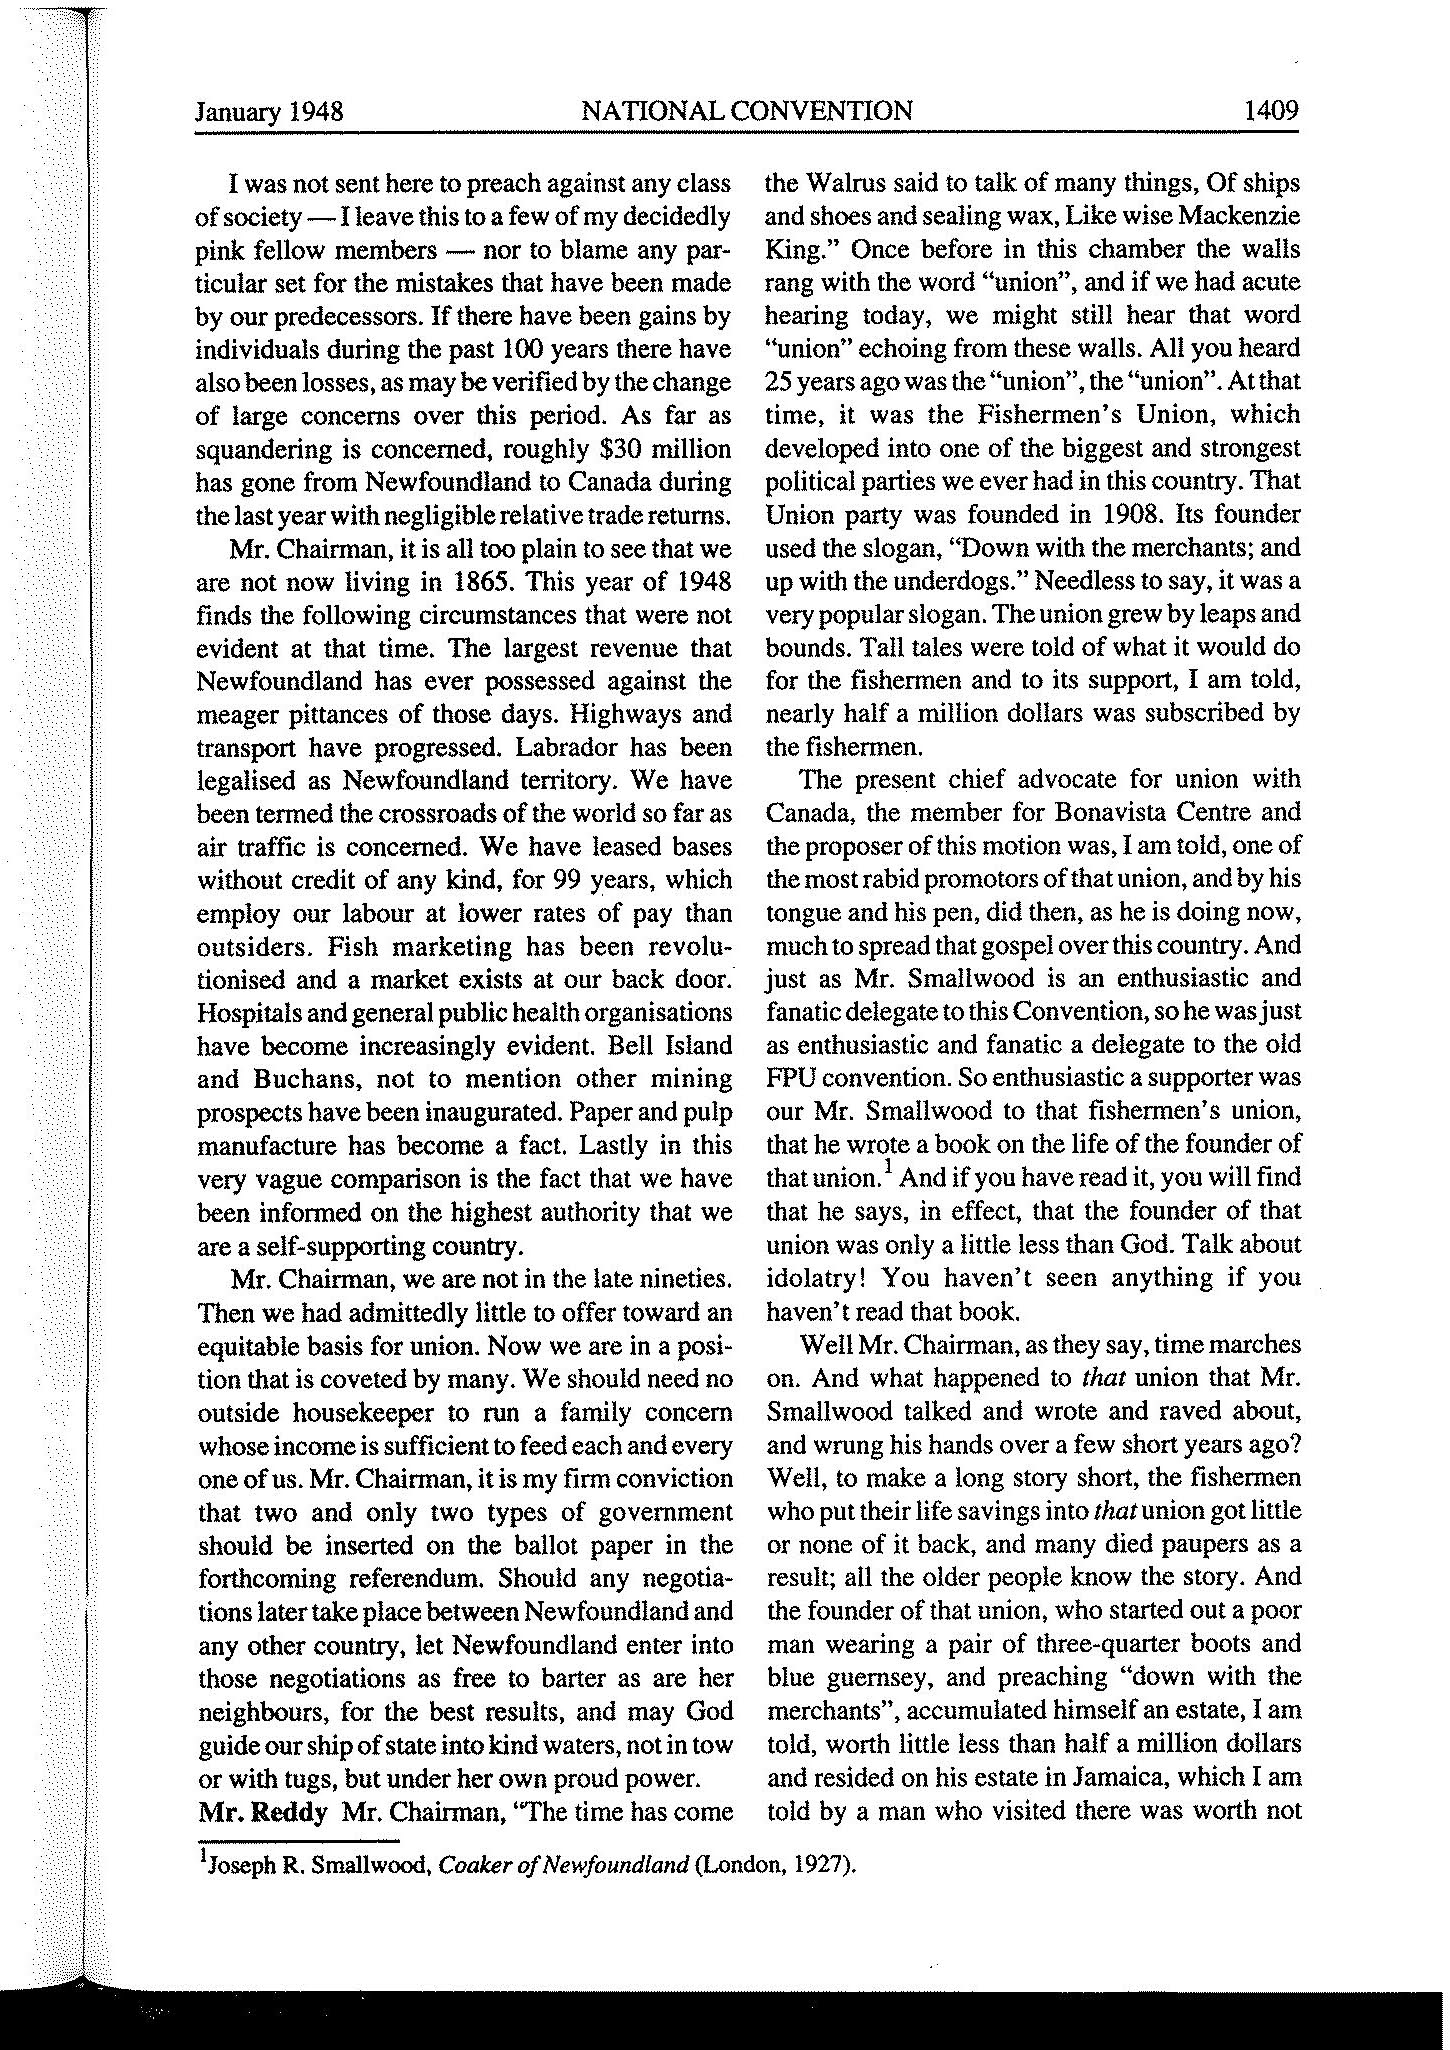 January 1948
NATIONAL CONVENTION
1409
I was not sent here to preach against any class
of society — I leave this to a few of my decidedly
pink fellow members — nor to blame any par-
ticular set for the mistakes that have been made
by our predecessors. If there have been gains by
individuals during the past 100 years there have
also been losses, as may be verified by the change
of large concerns over this period. As far as
squandering is concerned, roughly $30 million
has gone from Newfoundland to Canada during
the last year with negligible relative trade returns.
Mr. Chairman, it is all too plain to see that we
are not now living in 1865. This year of 1948
finds the following circumstances that were not
evident at that time. The largest revenue that
Newfoundland has ever possessed against the
meager pittances of those days. Highways and
transport have progressed. Labrador has been
legalised as Newfoundland territory. We have
been termed the crossroads of the world so far as
air traffic is concerned. We have leased bases
without credit of any kind, for 99 years, which
employ our labour at lower rates of pay than
outsiders. Fish marketing has been revolu-
tionised and a market exists at our back door.
Hospitals and general public health organisations
have become increasingly evident. Bell Island
and Buchans, not to mention other mining
prospects have been inaugurated. Paper and pulp
manufacture has become a fact. Lastly in this
very vague comparison is the fact that we have
been informed on the highest authority that we
are a self-supporting country.
Mr. Chairman, we are not in the late nineties.
Then we had admittedly little to offer toward an
equitable basis for union. Now we are in a posi-
tion that is coveted by many. We should need no
outside housekeeper to run a family concern
whose income is sufficient to feed each and every
one of us. Mr. Chairman, it is my firm conviction
that two and only two types of government
should be inserted on the ballot paper in the
forthcoming referendum. Should any negotia-
tions later take place between Newfoundland and
any other country, let Newfoundland enter into
those negotiations as free to barter as are her
neighbours, for the best results, and may God
guide our ship of state into kind waters, not in tow
or with tugs, but under her own proud power.
Mr. Reddy Mr. Chairman, “The time has come
the Walrus said to talk of many things, Of ships
and shoes and sealing wax, Like wise Mackenzie
King.” Once before in this chamber the walls
rang with the word “union”, and if we had acute
hearing today, we might still hear that word
“union” echoing from these walls. All you heard
25 years ago was the “union”, the “union”. At that
time, it was the Fishermen's Union, which
developed into one of the biggest and strongest
political parties we ever had in this country. That
Union party was founded in 1908. Its founder
used the slogan, “Down with the merchants; and
up with the underdogs.” Needless to say, it was a
very popular slogan. The union grew by leaps and
bounds. Tall tales were told of what it would do
for the fishermen and to its support, I am told,
nearly half a million dollars was subscribed by
the fishermen.
The present chief advocate for union with
Canada, the member for Bonavista Centre and
the proposer of this motion was, I am told, one of
the most rabid promotors of that union, and by his
tongue and his pen, did then, as he is doing now,
much to spread that gospel over this country. And
just as Mr. Smallwood is an enthusiastic and
fanatic delegate to this Convention, so he was just
as enthusiastic and fanatic a delegate to the old
FPU convention. So enthusiastic a supporter was
our Mr. Smallwood to that fishermen's union,
that he wrote a book on the life of the founder of
that union.¹ And if you have read it, you will find
that he says, in effect, that the founder of that
union was only a little less than God. Talk about
idolatry! You haven't seen anything if you
haven't read that book.
Well Mr. Chairman, as they say, time marches
on. And what happened to that union that Mr.
Smallwood talked and wrote and raved about,
and wrung his hands over a few short years ago?
Well, to make a long story short, the fishermen
who put their life savings into that union got little
or none of it back, and many died paupers as a
result; all the older people know the story. And
the founder of that union, who started out a poor
man wearing a pair of three-quarter boots and
blue guernsey, and preaching “down with the
merchants”, accumulated himself an estate, I am
told, worth little less than half a million dollars
and resided on his estate in Jamaica, which I am
told by a man who visited there was worth not
¹Joseph R. Smallwood, Coaker of Newfoundland (London, 1927).